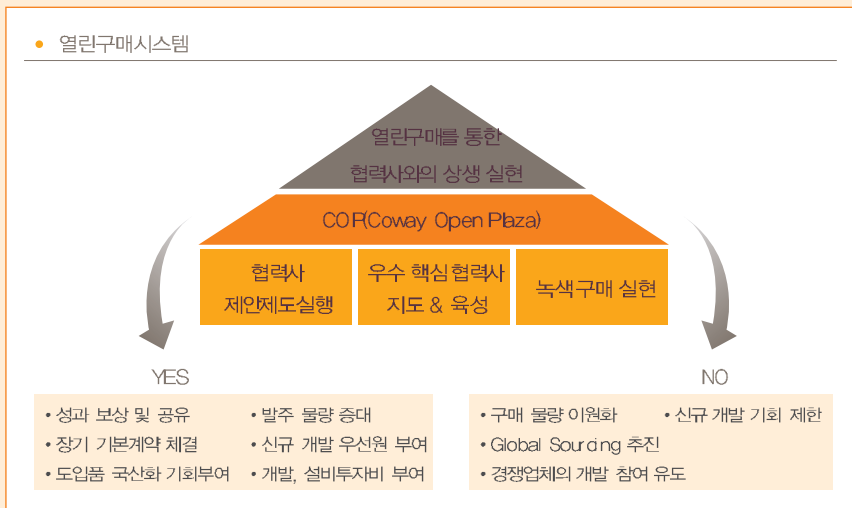 • 열린구매시스템
열린구매를 통한
협력사와의 상생 실현
COP(Coway Open Plaza)
협력사
제안제도실행
우수 핵심 협력사
지도 & 육성
녹색구매 실현
YES
• 성과 보상 및 공유
• 장기 기본계약 체결
• 도입품 국산화 기회부여
• 발주 물량 증대
• 신규 개발 우선원 부여
• 개발, 설비투자비 부여
NO
• 구매 물량 이원화
• 신규 개발 기회 제한
• Global Sourcing 추진
• 경쟁업체의 개발 참여 유도